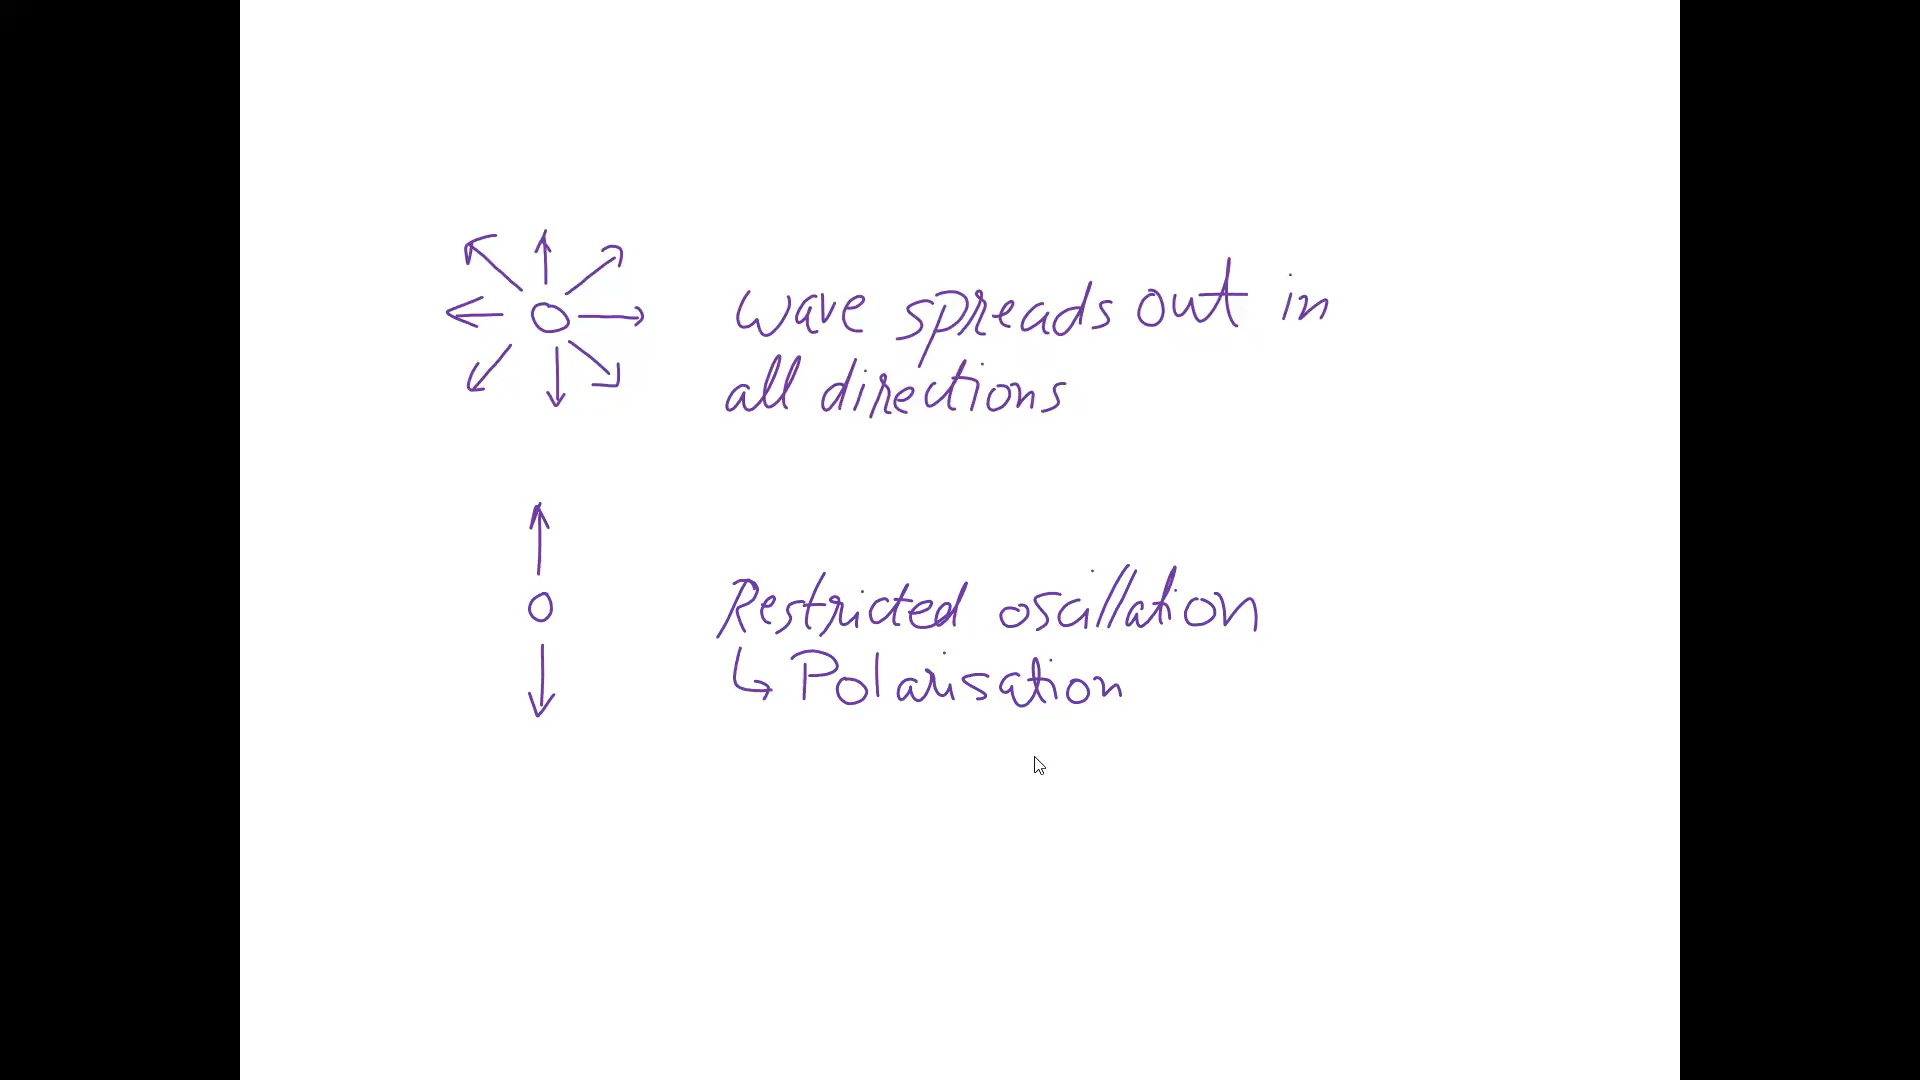 wave spreads out in
all directions
Restricted oscillation
↳ Polarisation